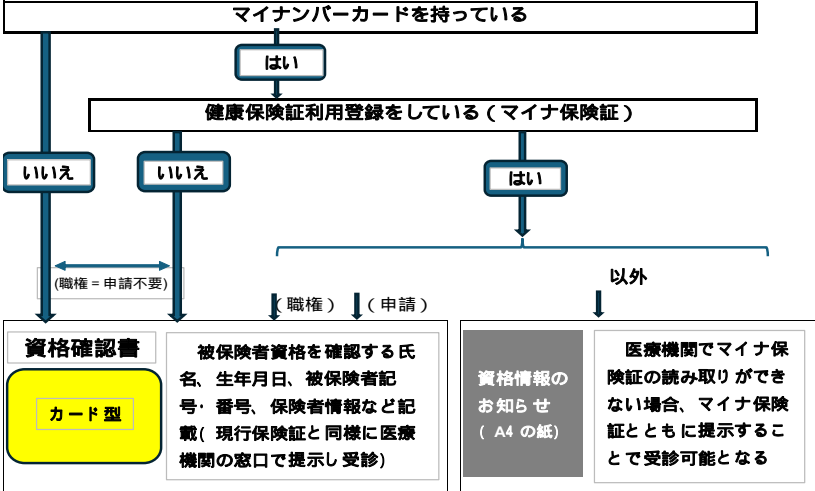 マイナンバーカードを持っている
はい
健康保険証利用登録をしている（マイナ保険証）
いいえ
いいえ
はい
(職権＝申請不要)
（職権）
（申請）
以外
資格確認書
カード型
被保険者資格を確認する氏
名、生年月日、被保険者記
号・番号、保険者情報など記
載(現行保険証と同様に医療
機関の窓口で提示し受診)
資格情報の
お知らせ
(A4の紙)
医療機関でマイナ保
険証の読み取りができ
ない場合、マイナ保険
証とともに提示するこ
とで受診可能となる